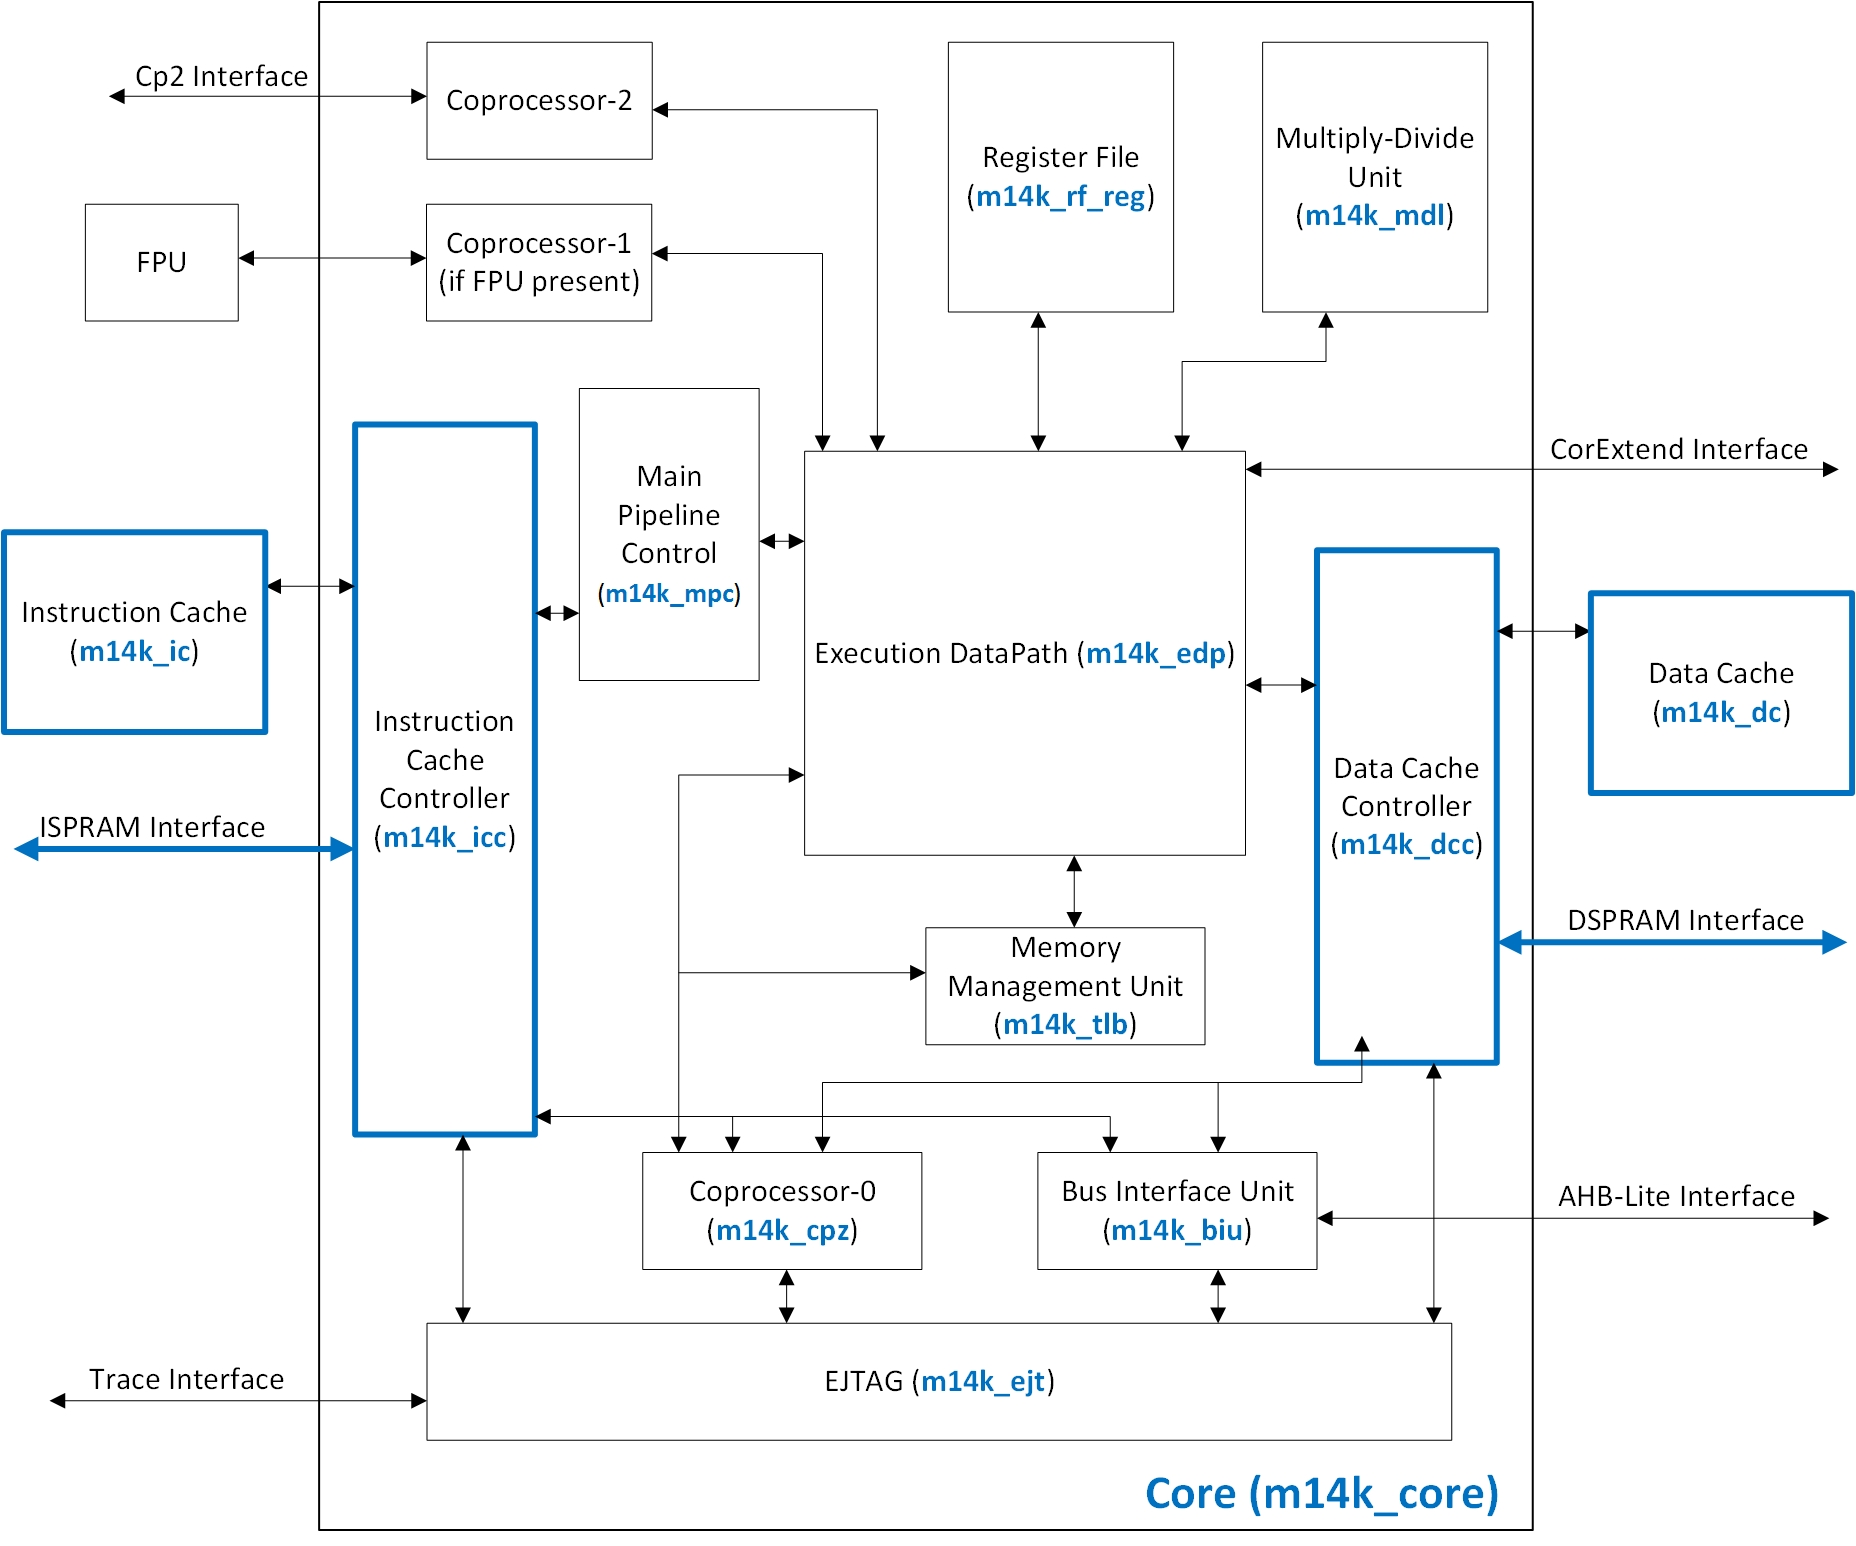 Cp2 Interface
Coprocessor-2
Register File
(m14k_rf_reg)
Multiply-Divide
Unit
(m14k_mdl)
FPU
Coprocessor-1
(if FPU present)
Main
Pipeline
Control
(m14k_mpc)
CorExtend Interface
Instruction Cache
(m14k_ic)
Execution DataPath (m14k_edp)
Data Cache
(m14k_dc)
Instruction
Cache
Controller
(m14k_icc)
Data Cache
Controller
(m14k_dcc)
ISPRAM Interface
DSPRAM Interface
Memory
Management Unit
(m14k_tlb)
Coprocessor-0
(m14k_cpz)
Bus Interface Unit
(m14k_biu)
AHB-Lite Interface
Trace Interface
EJTAG (m14k_ejt)
Core (m14k_core)